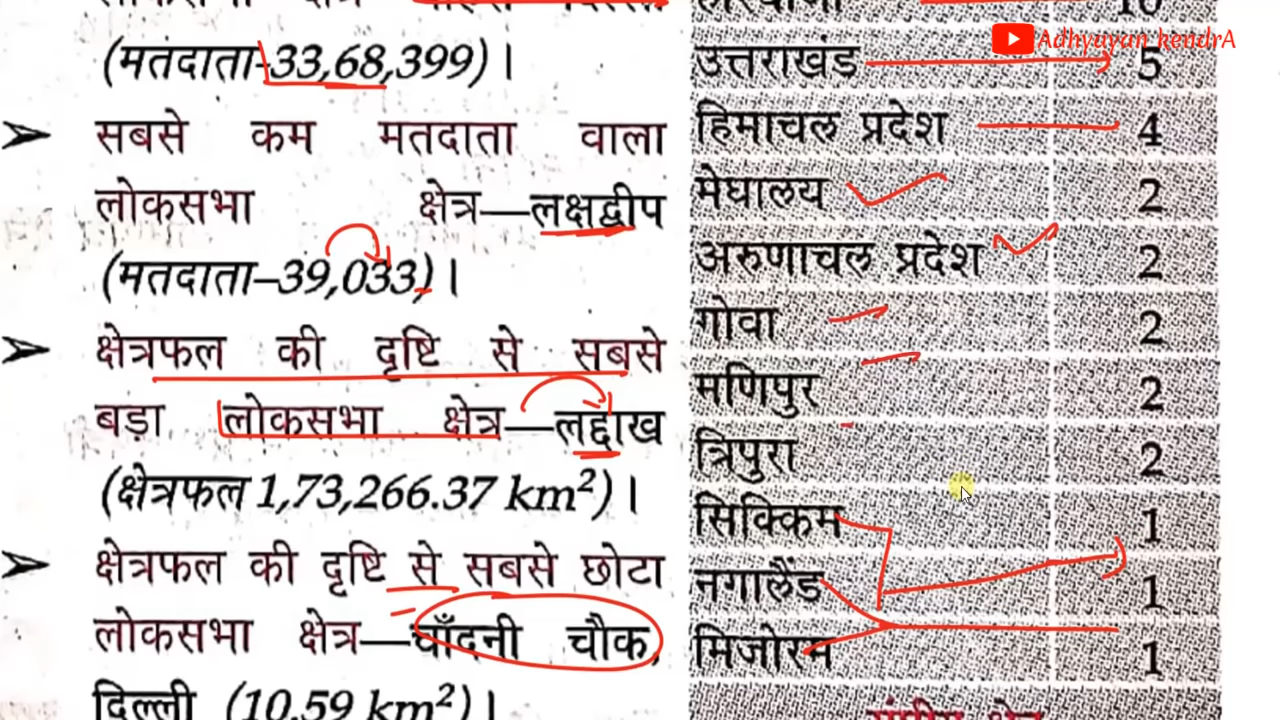 (मतदाता-33,68,399)।
➤ सबसे कम मतदाता वाला
लोकसभा क्षेत्र—लक्षद्वीप
(मतदाता–39,033)।
➤ क्षेत्रफल की दृष्टि से सबसे
बड़ा लोकसभा क्षेत्र—लद्दाख
(क्षेत्रफल 1,73,266.37 km²)।
➤ क्षेत्रफल की दृष्टि से सबसे छोटा
लोकसभा क्षेत्र—चाँदनी चौक,
दिल्ली (10.59 km²)।
हरियाणा 10
Adhyayan kendrA
उत्तराखंड 5
हिमाचल प्रदेश 4
मेघालय 2
अरुणाचल प्रदेश 2
गोवा 2
मणिपुर 2
त्रिपुरा 2
सिक्किम 1
नगालैंड 1
मिजोरम 1